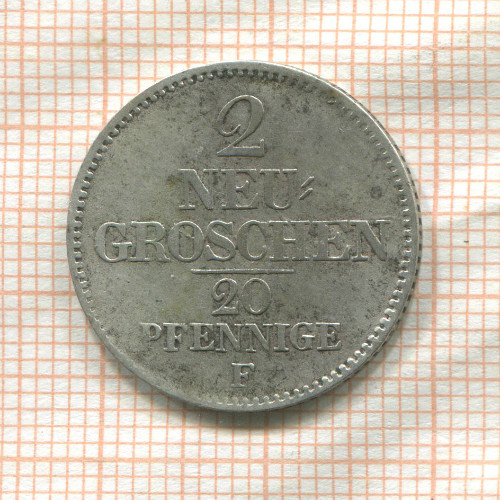 2
NEU⸗
GROSCHEN
20
PFENNIGE
F